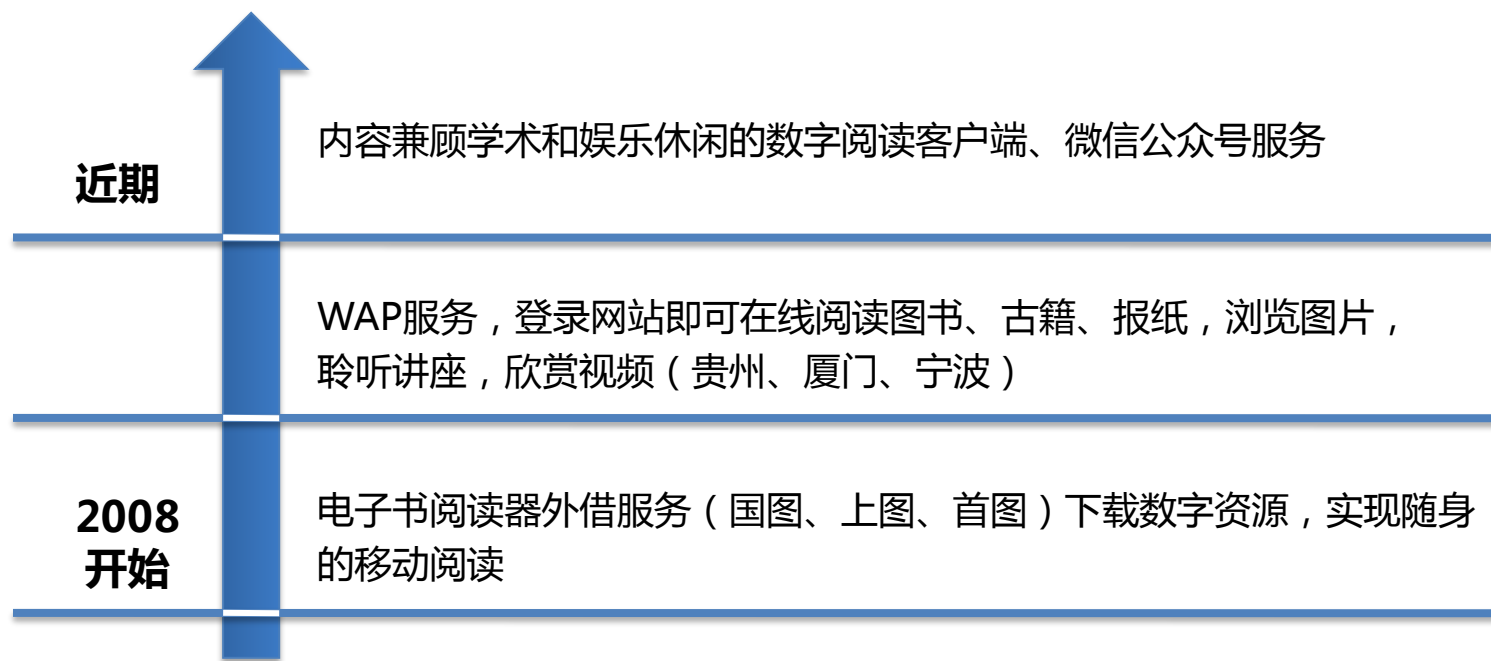 内容兼顾学术和娱乐休闲的数字阅读客户端、微信公众号服务
近期
WAP服务，登录网站即可在线阅读图书、古籍、报纸，浏览图片，
聆听讲座，欣赏视频（贵州、厦门、宁波）
2008
开始
电子书阅读器外借服务（国图、上图、首图）下载数字资源，实现随身
的移动阅读